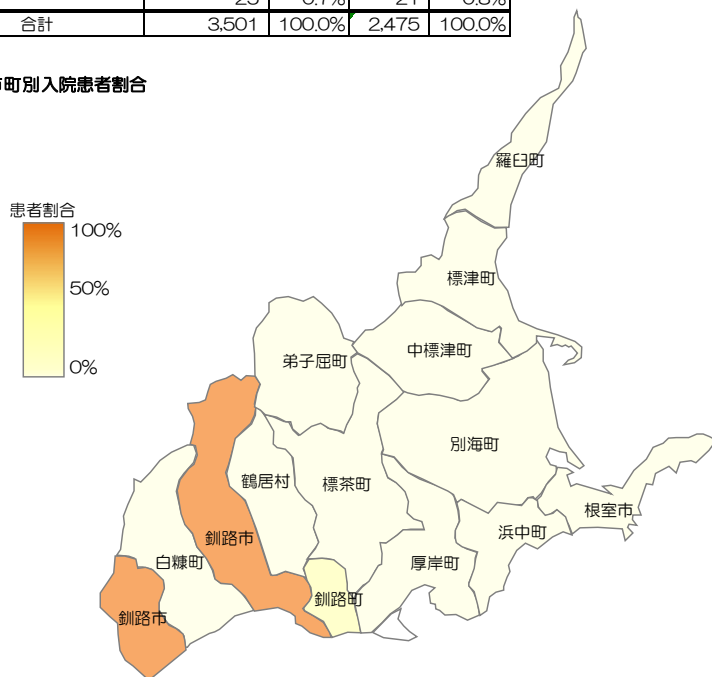 合計 3,501 100.0% 2,475 100.0%
町別入院患者割合
患者割合
100%
50%
0%
羅臼町
標津町
中標津町
弟子屈町
別海町
鶴居村
標茶町
根室市
浜中町
釧路市
白糠町
厚岸町
釧路町
釧路市